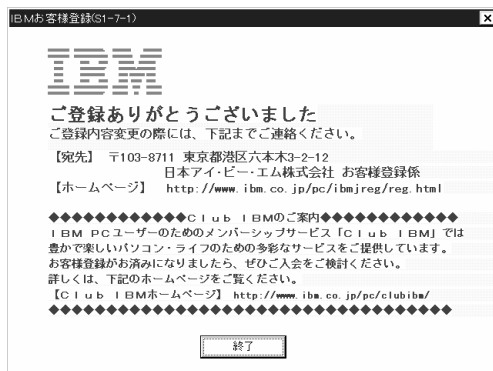 IBMお客様登録(S1-7-1)
IBM
ご登録ありがとうございました
ご登録内容変更の際には、下記までご連絡ください。
【宛先】 〒103-8711 東京都港区六本木3-2-12
日本アイ・ビー・エム株式会社 お客様登録係
【ホームページ】 http://www.ibm.co.jp/pc/ibmjreg/reg.html
◆◆◆◆◆◆◆◆◆◆◆◆Club IBMのご案内◆◆◆◆◆◆◆◆◆◆◆◆
IBM PCユーザーのためのメンバーシップサービス「Club IBM」では
豊かで楽しいパソコン・ライフのための多彩なサービスをご提供しています。
お客様登録がお済みになりましたら、ぜひご入会をご検討ください。
詳しくは、下記のホームページをご覧ください。
【Club IBMホームページ】 http://www.ibm.co.jp/pc/clubibm/
◆◆◆◆◆◆◆◆◆◆◆◆◆◆◆◆◆◆◆◆◆◆◆◆◆◆◆◆◆◆◆◆◆
終了